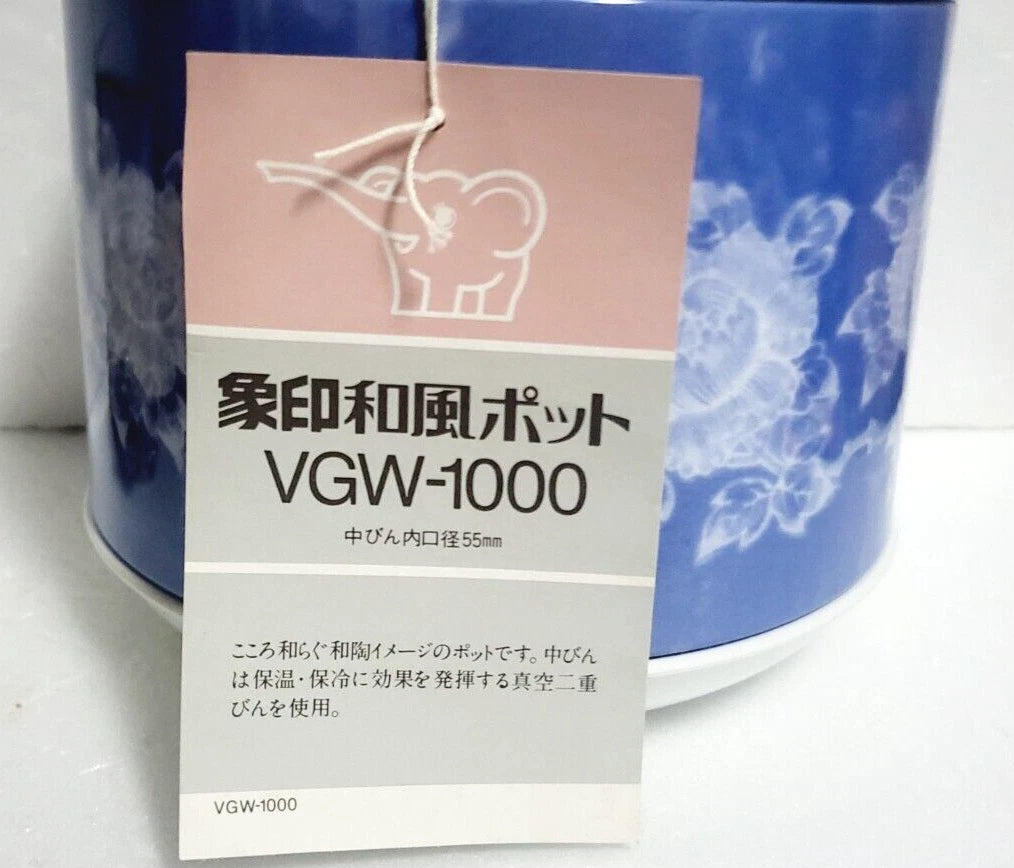 象印和風ポット
VGW-1000
中びん内口径55mm
こころ和らぐ和陶イメージのポットです。中びん
は保温・保冷に効果を発揮する真空二重
びんを使用。
VGW-1000